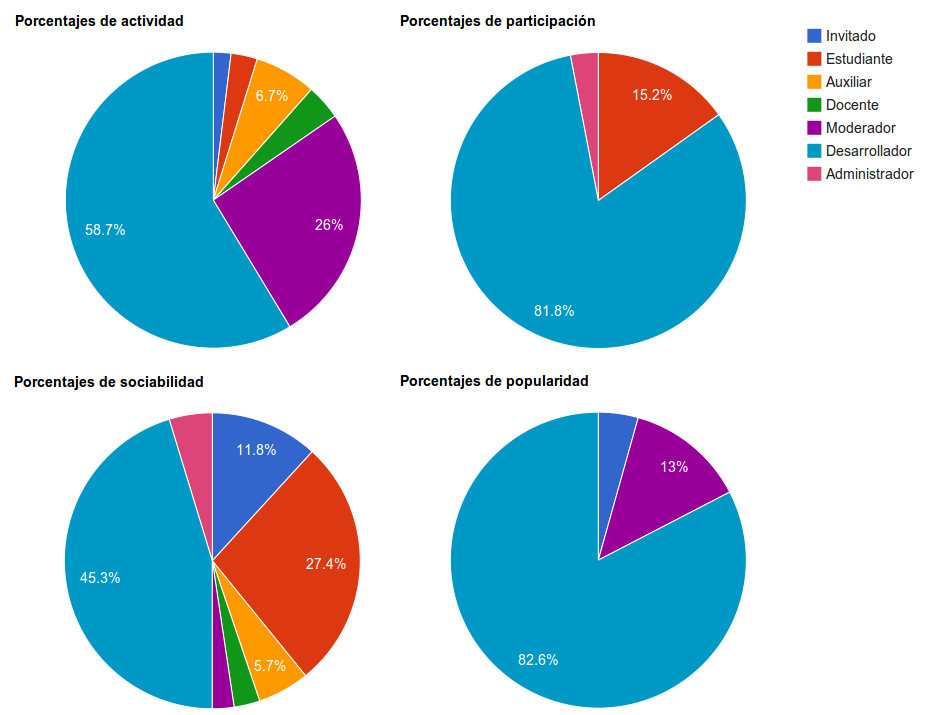 Porcentajes de actividad
6.7%
26%
58.7%
Porcentajes de participación
15.2%
81.8%
Invitado
Estudiante
Auxiliar
Docente
Moderador
Desarrollador
Administrador
Porcentajes de sociabilidad
11.8%
27.4%
5.7%
45.3%
Porcentajes de popularidad
13%
82.6%